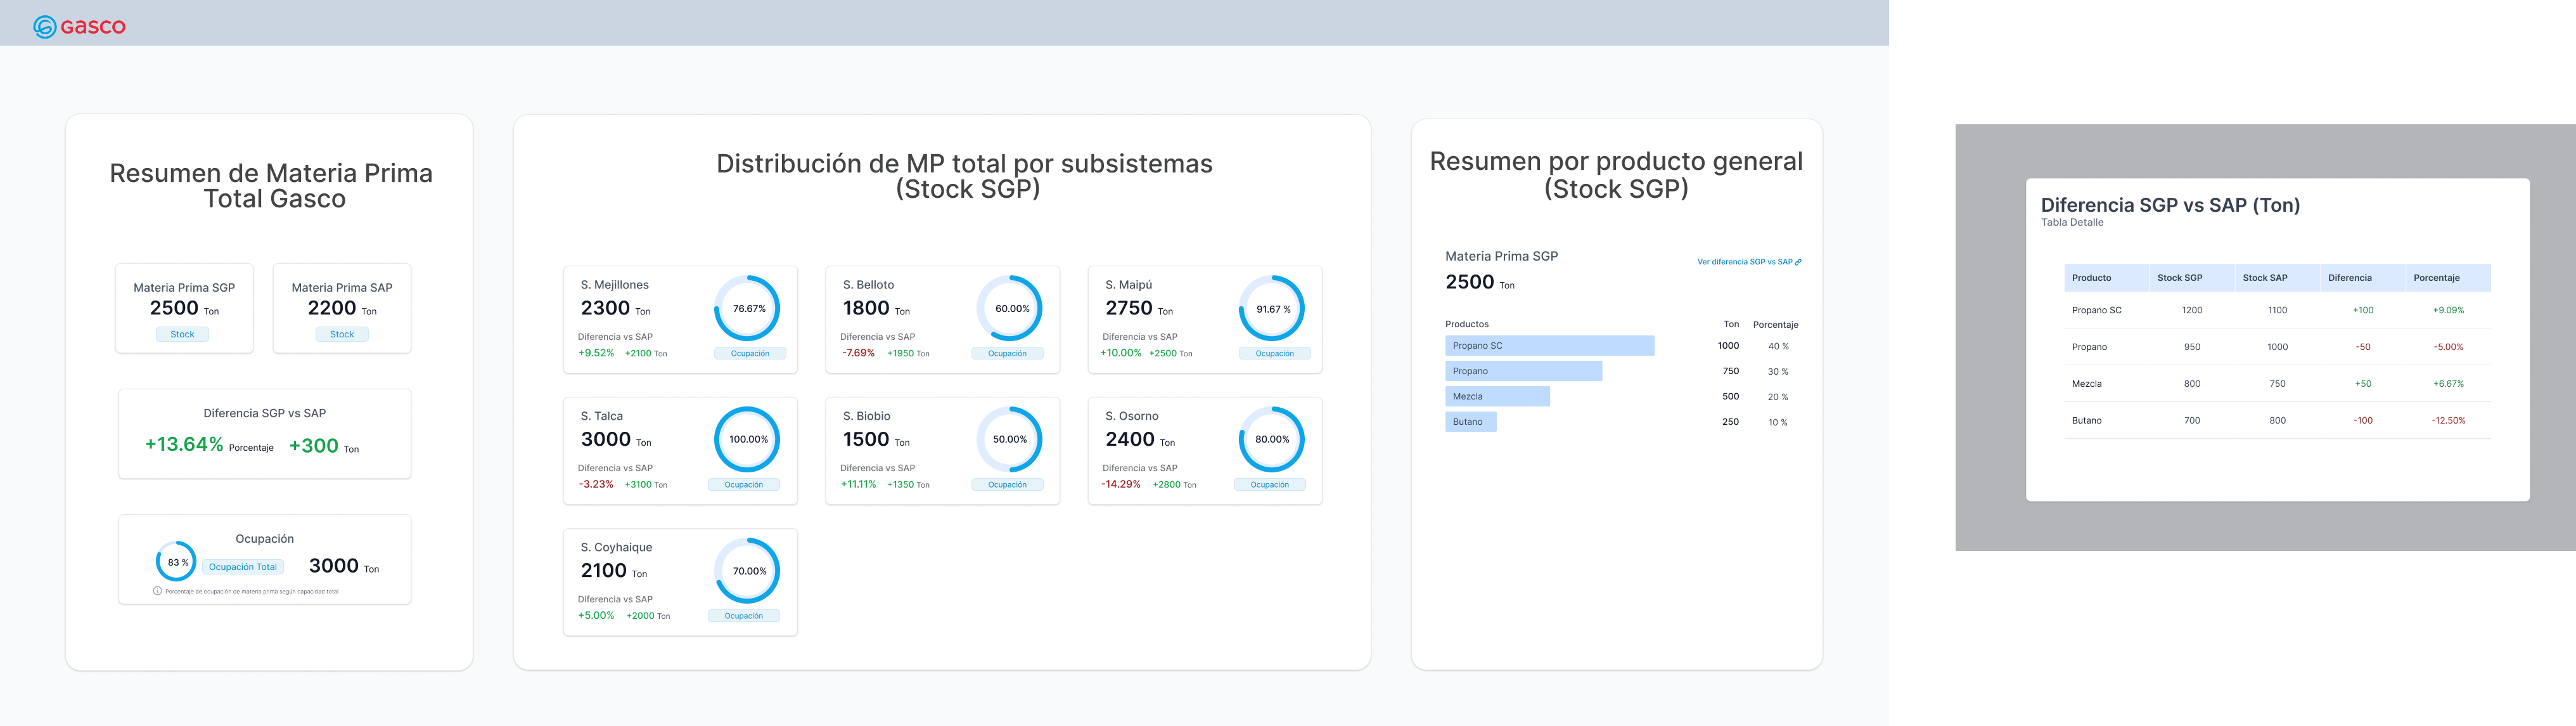 Gasco
Resumen de Materia Prima
Total Gasco
Materia Prima SGP
2500 Ton
Stock
Materia Prima SAP
2200 Ton
Stock
Diferencia SGP vs SAP
+13.64% Porcentaje +300 Ton
Ocupación
83 % Ocupación Total 3000 Ton
Porcentaje de ocupación de materia prima según capacidad total
Distribución de MP total por subsistemas
(Stock SGP)
S. Mejillones
2300 Ton
76.67%
Diferencia vs SAP
+9.52% +2100 Ton
Ocupación
S. Belloto
1800 Ton
60.00%
Diferencia vs SAP
-7.69% +1950 Ton
Ocupación
S. Maipú
2750 Ton
91.67 %
Diferencia vs SAP
+10.00% +2500 Ton
Ocupación
S. Talca
3000 Ton
100.00%
Diferencia vs SAP
-3.23% +3100 Ton
Ocupación
S. Biobio
1500 Ton
50.00%
Diferencia vs SAP
+11.11% +1350 Ton
Ocupación
S. Osorno
2400 Ton
80.00%
Diferencia vs SAP
-14.29% +2800 Ton
Ocupación
S. Coyhaique
2100 Ton
70.00%
Diferencia vs SAP
+5.00% +2000 Ton
Ocupación
Resumen por producto general
(Stock SGP)
Materia Prima SGP
Ver diferencia SGP vs SAP
2500 Ton
Productos Ton Porcentaje
Propano SC 1000 40 %
Propano 750 30 %
Mezcla 500 20 %
Butano 250 10 %
Diferencia SGP vs SAP (Ton)
Tabla Detalle
Producto Stock SGP Stock SAP Diferencia Porcentaje
Propano SC 1200 1100 +100 +9.09%
Propano 950 1000 -50 -5.00%
Mezcla 800 750 +50 +6.67%
Butano 700 800 -100 -12.50%